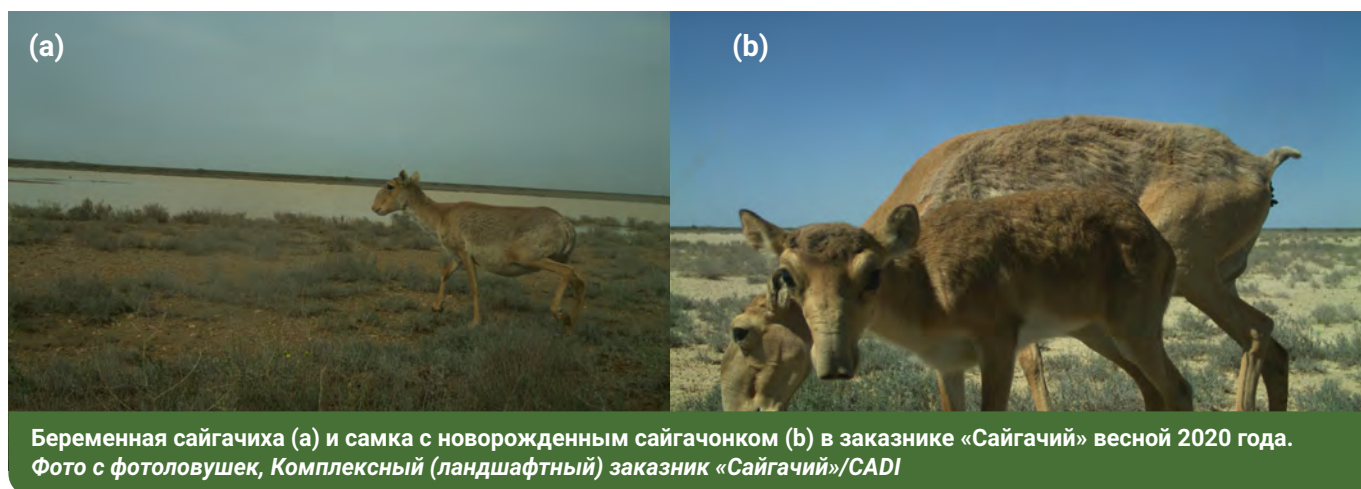 (a)
(b)
Беременная сайгачиха (a) и самка с новорожденным сайгачонком (b) в заказнике «Сайгачий» весной 2020 года.
Фото с фотоловушек, Комплексный (ландшафтный) заказник «Сайгачий»/CADI